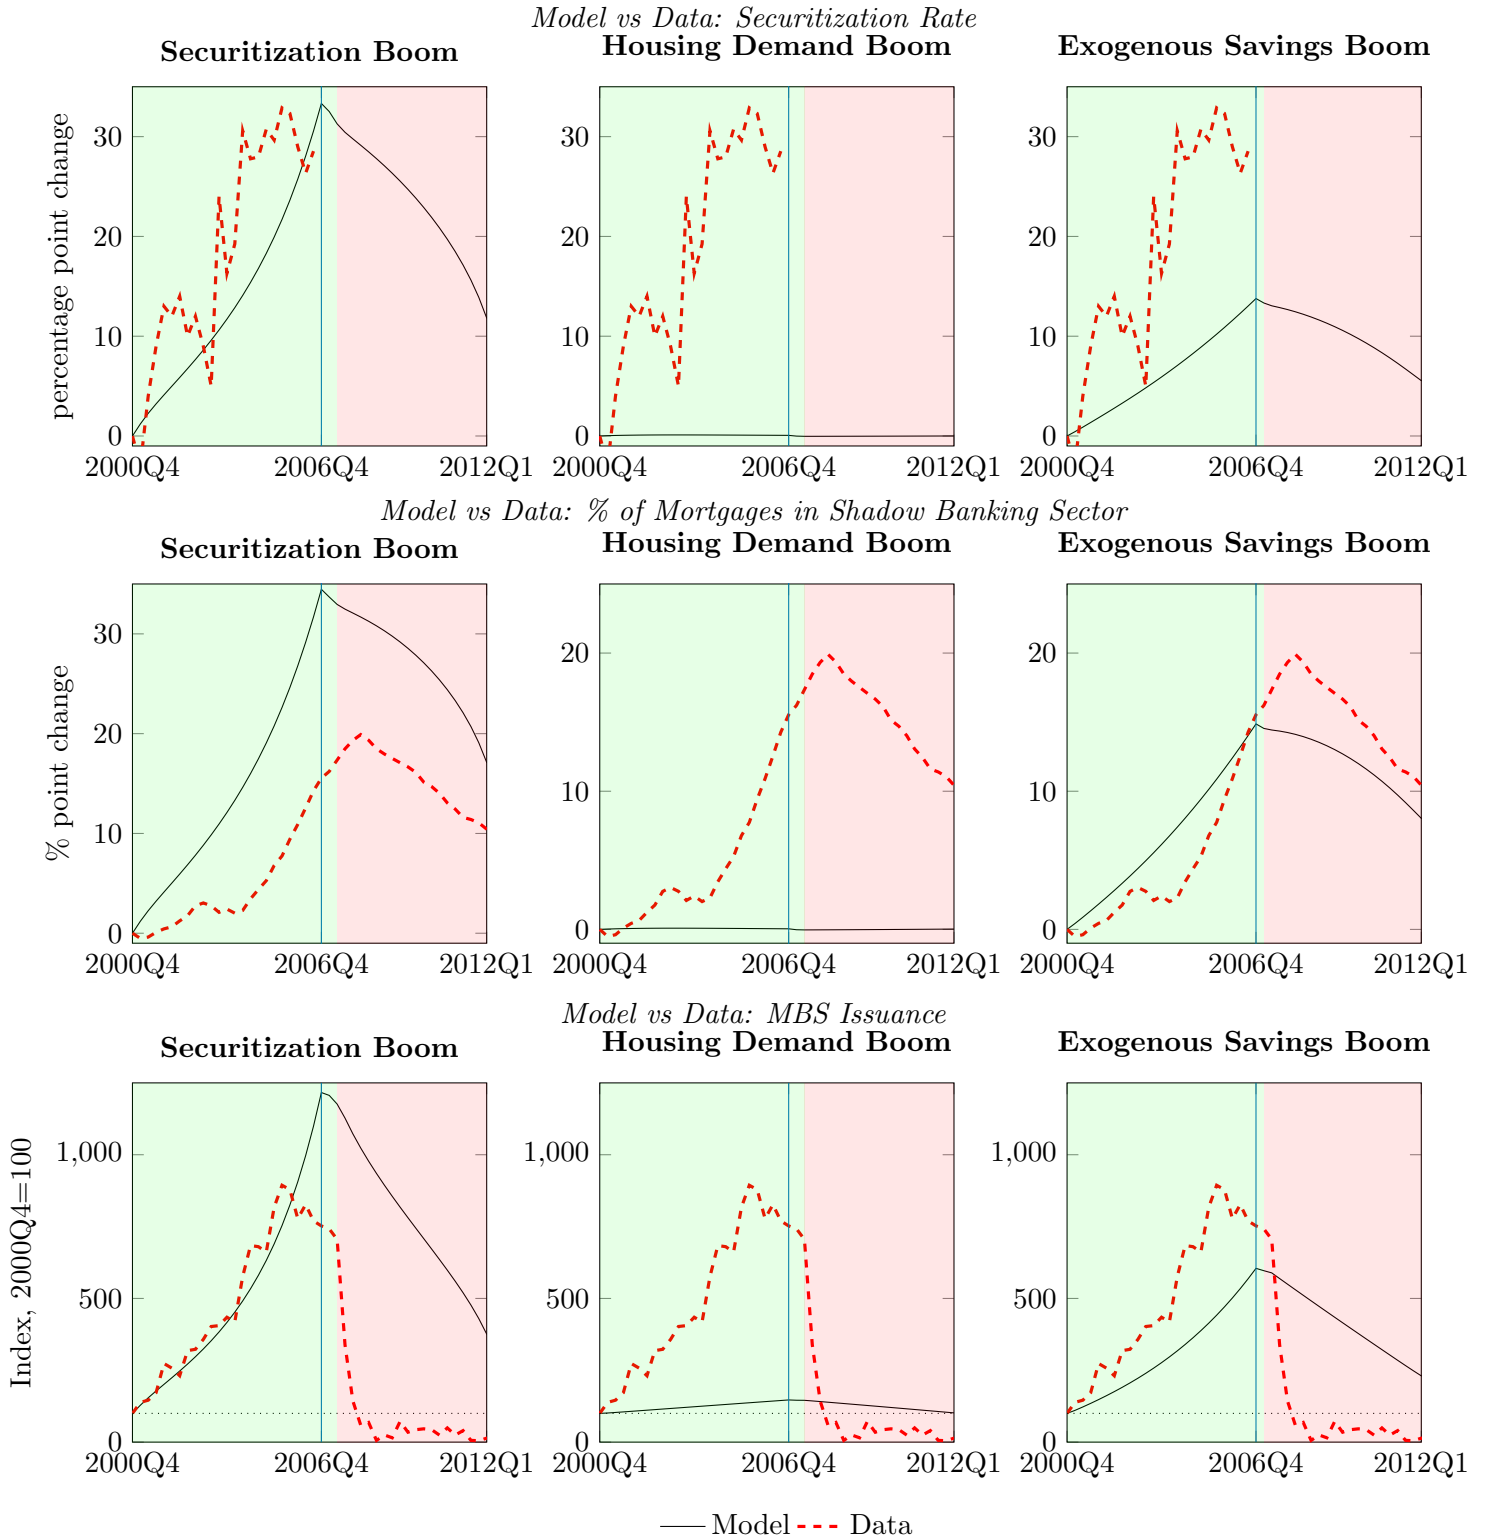 Model vs Data: Securitization Rate
Securitization Boom
Housing Demand Boom
Exogenous Savings Boom
percentage point change
30
20
10
0
2000Q4
2006Q4
2012Q1
30
20
10
0
2000Q4
2006Q4
2012Q1
30
20
10
0
2000Q4
2006Q4
2012Q1
Model vs Data: % of Mortgages in Shadow Banking Sector
Securitization Boom
Housing Demand Boom
Exogenous Savings Boom
% point change
30
20
10
0
2000Q4
2006Q4
2012Q1
20
10
0
2000Q4
2006Q4
2012Q1
20
10
0
2000Q4
2006Q4
2012Q1
Model vs Data: MBS Issuance
Securitization Boom
Housing Demand Boom
Exogenous Savings Boom
Index, 2000Q4=100
1,000
500
0
2000Q4
2006Q4
2012Q1
1,000
500
0
2000Q4
2006Q4
2012Q1
1,000
500
0
2000Q4
2006Q4
2012Q1
Model
Data